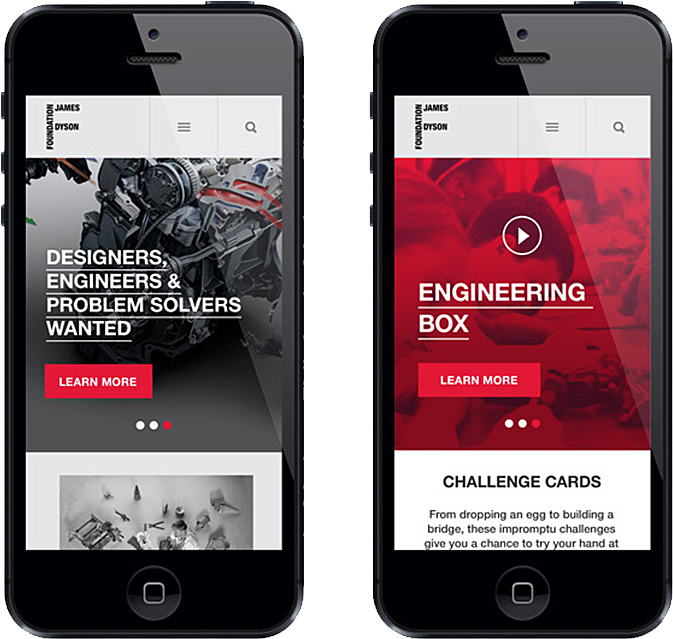 FOUNDATION
JAMES
DYSON
DESIGNERS,
ENGINEERS &
PROBLEM SOLVERS
WANTED
LEARN MORE
FOUNDATION
JAMES
DYSON
ENGINEERING
BOX
LEARN MORE
CHALLENGE CARDS
From dropping an egg to building a
bridge, these impromptu challenges
give you a chance to try your hand at